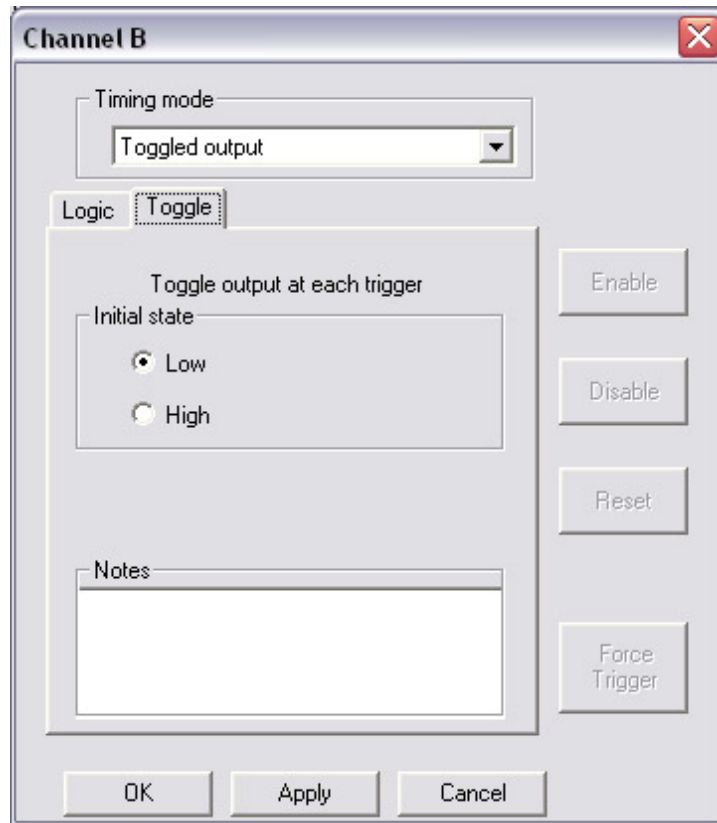 Channel B
Timing mode
Toggled output
Logic
Toggle
Toggle output at each trigger
Initial state
Low
High
Notes
Enable
Disable
Reset
Force
Trigger
OK
Apply
Cancel